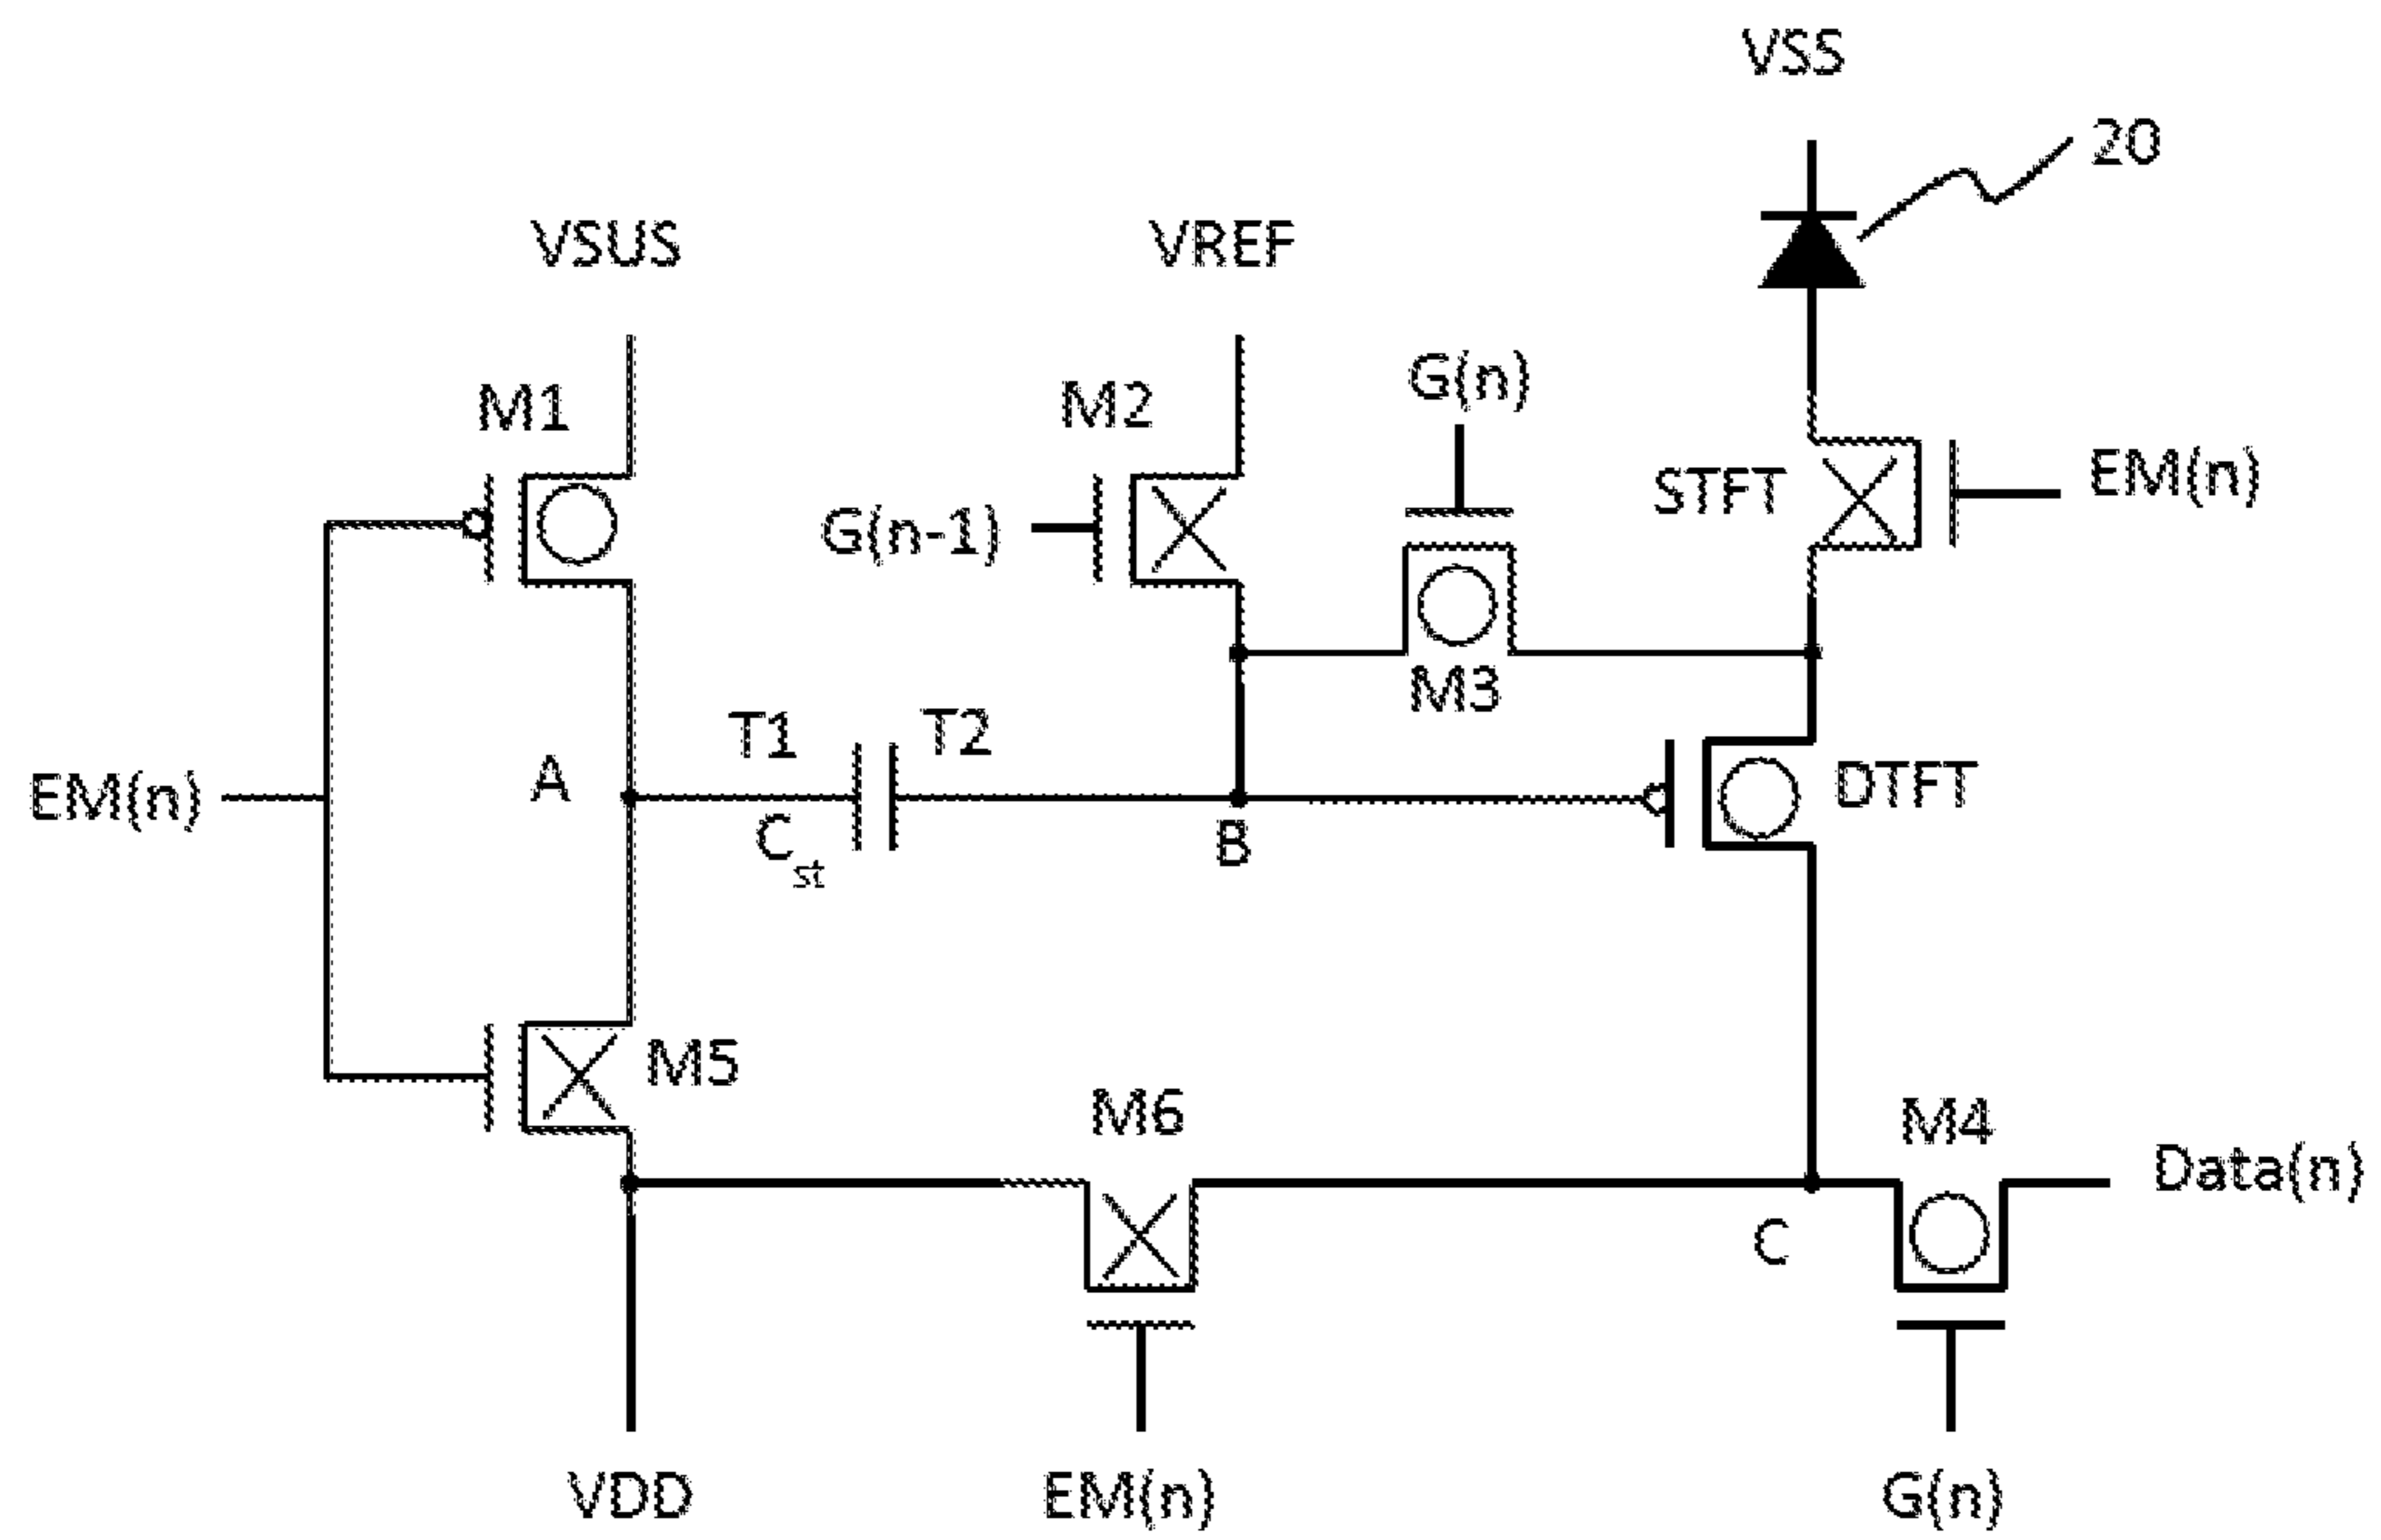 VSS
20
VSUS
VREF
G(n)
M1
M2
STFT
EM(n)
G(n-1)
M3
T1
T2
A
DTFT
EM(n)
C_st
B
M5
M6
M4
Data(n)
C
VDD
EM(n)
G(n)